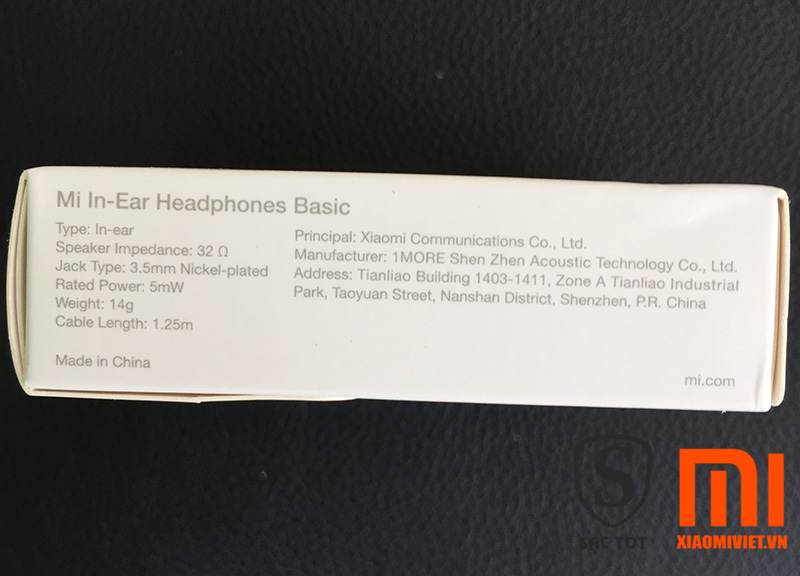 Mi In-Ear Headphones Basic
Type: In-ear
Speaker Impedance: 32 Ω
Jack Type: 3.5mm Nickel-plated
Rated Power: 5mW
Weight: 14g
Cable Length: 1.25m
Made in China
Principal: Xiaomi Communications Co., Ltd.
Manufacturer: 1MORE Shen Zhen Acoustic Technology Co., Ltd.
Address: Tianliao Building 1403-1411, Zone A Tianliao Industrial
Park, Taoyuan Street, Nanshan District, Shenzhen, P.R. China
mi.com
S
SẠC TỐT
MI
XIAOMIVIET.VN